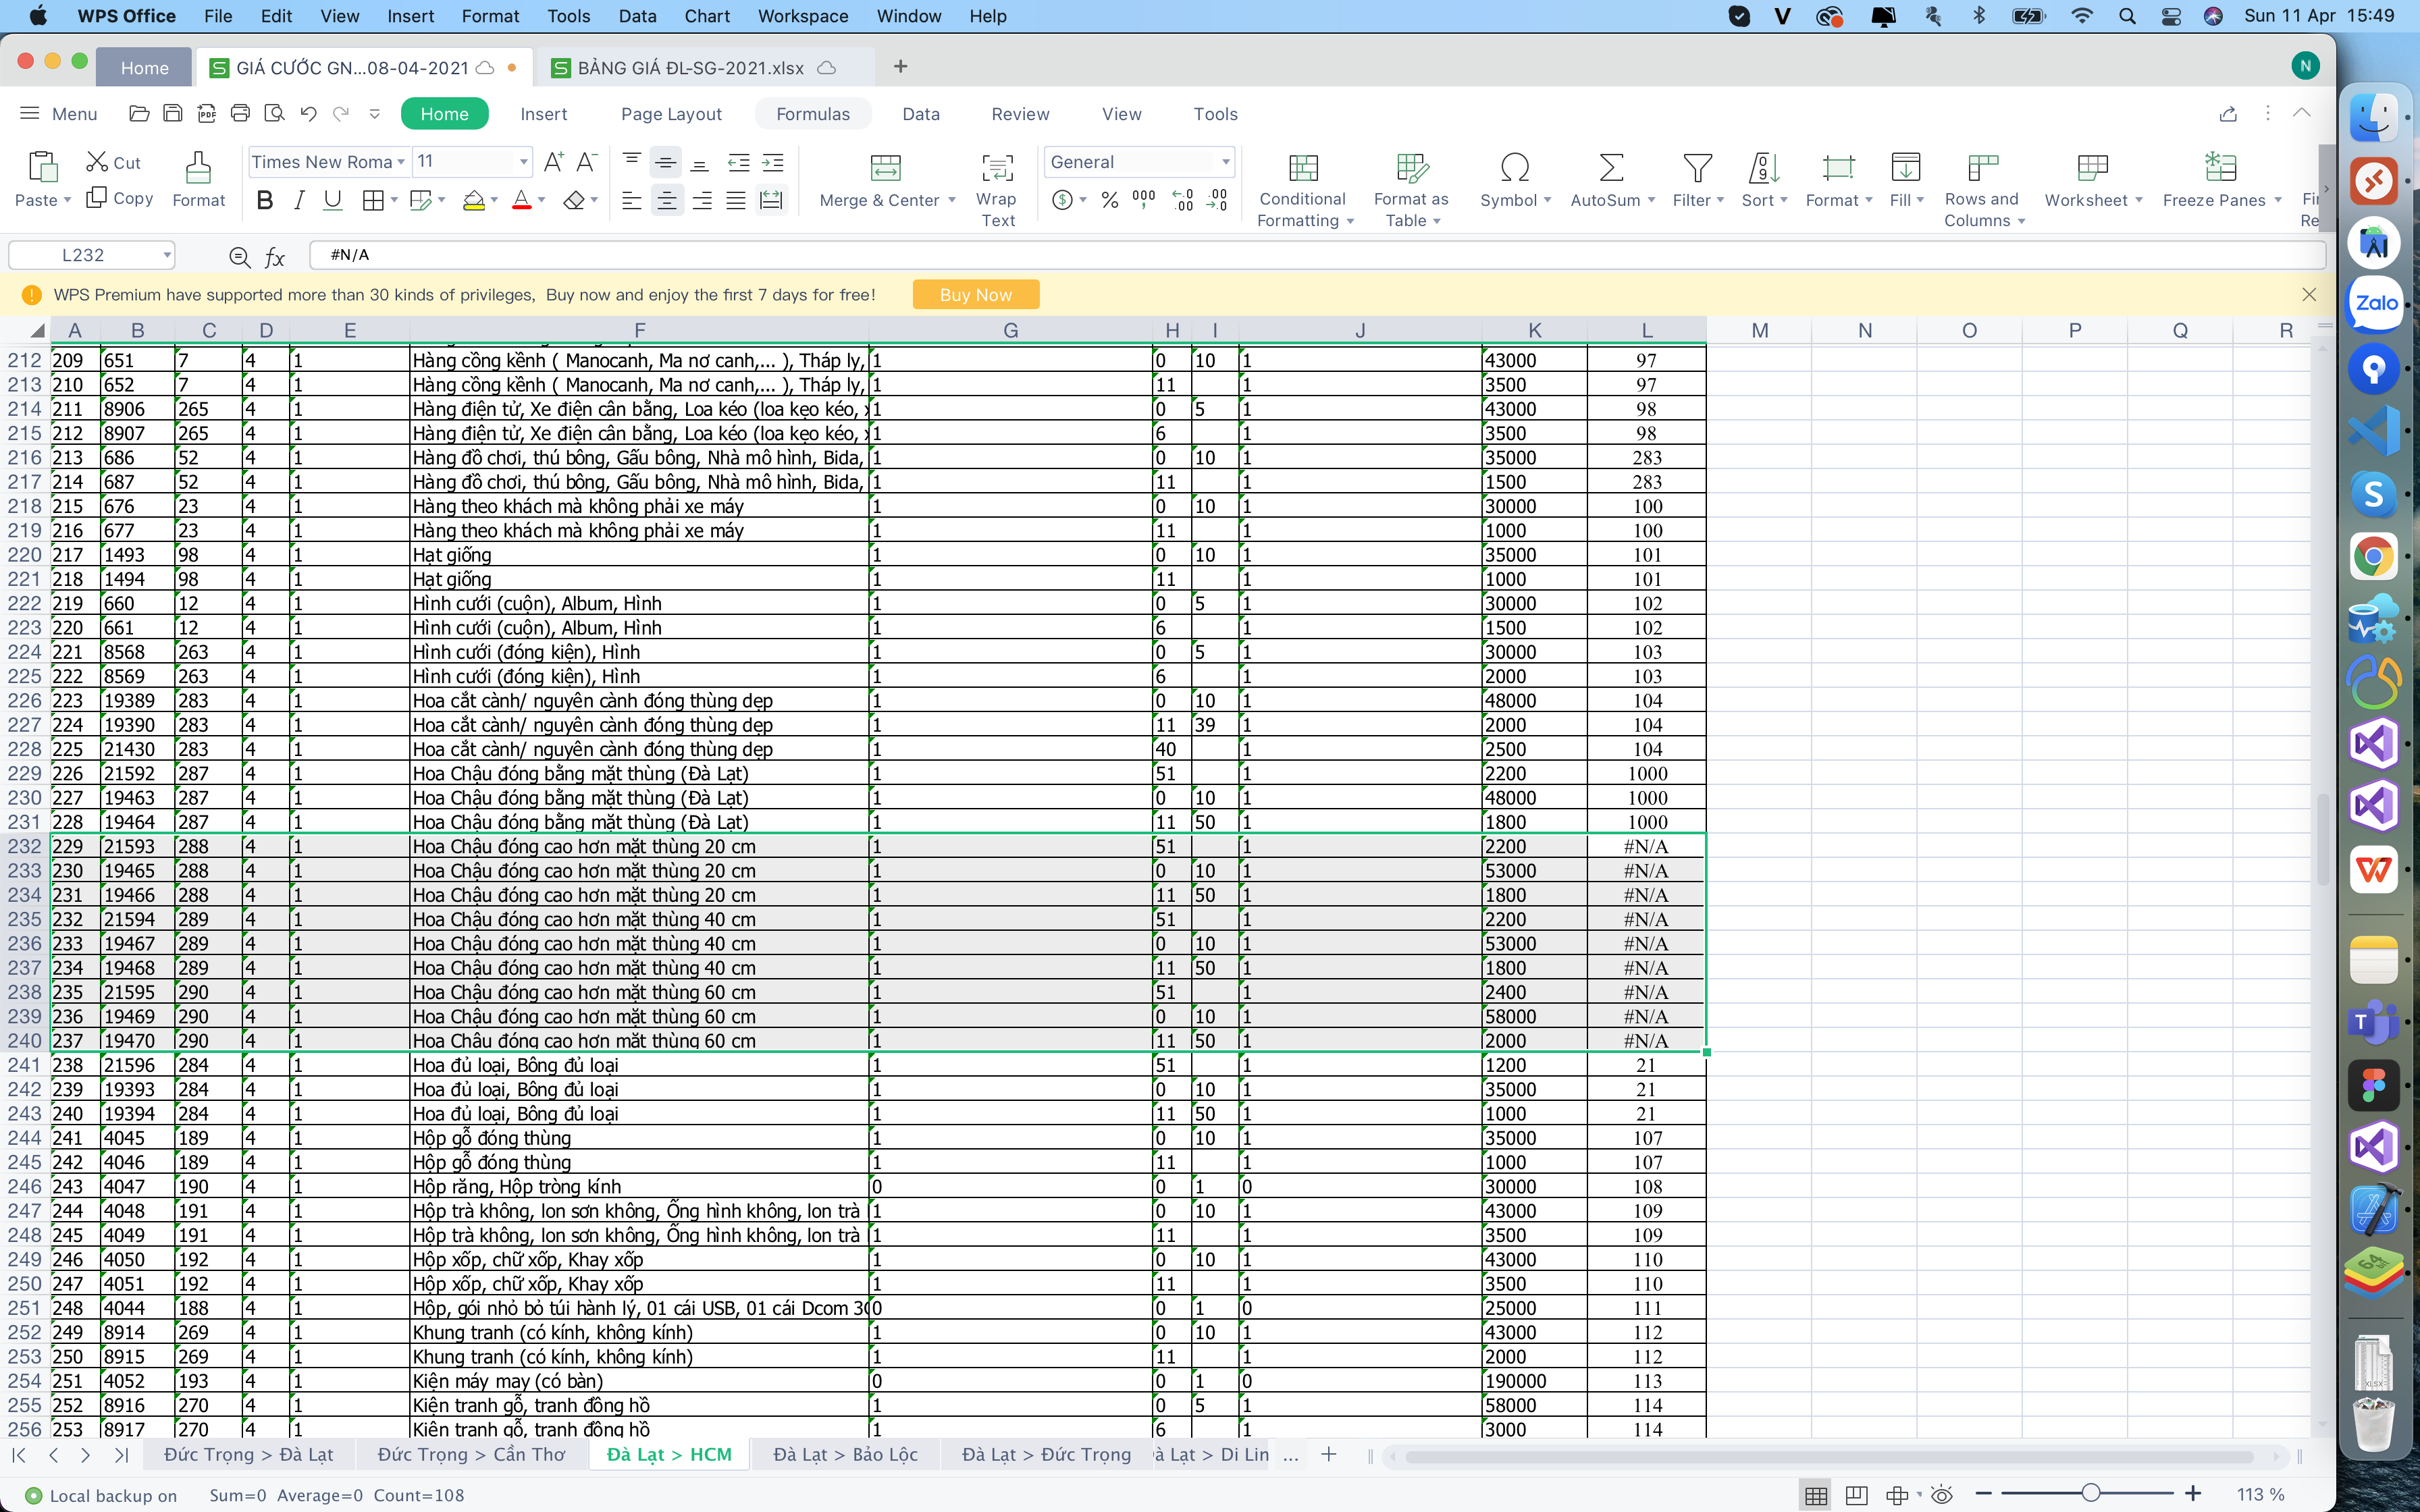 WPS Office File Edit View Insert Format Tools Data Chart Workspace Window Help Sun 11 Apr 15:49
Home GIÁ CƯỚC GN...08-04-2021 BẢNG GIÁ ĐL-SG-2021.xlsx + N
Menu Home Insert Page Layout Formulas Data Review View Tools
Paste Cut Copy Format Times New Roma 11 Merge & Center Wrap Text General Conditional Formatting Format as Table Symbol AutoSum Filter Sort Format Fill Rows and Columns Worksheet Freeze Panes
L232 fx #N/A
WPS Premium have supported more than 30 kinds of privileges, Buy now and enjoy the first 7 days for free! Buy Now
A B C D E F G H I J K L M N O P Q R
212 209 651 7 4 1 Hàng cồng kềnh ( Manocanh, Ma nơ canh,... ), Tháp ly, 1 0 10 1 43000 97
213 210 652 7 4 1 Hàng cồng kềnh ( Manocanh, Ma nơ canh,... ), Tháp ly, 1 11 1 3500 97
214 211 8906 265 4 1 Hàng điện tử, Xe điện cân bằng, Loa kéo (loa kẹo kéo, 1 0 5 1 43000 98
215 212 8907 265 4 1 Hàng điện tử, Xe điện cân bằng, Loa kéo (loa kẹo kéo, 1 6 1 3500 98
216 213 686 52 4 1 Hàng đồ chơi, thú bông, Gấu bông, Nhà mô hình, Bida, 1 0 10 1 35000 283
217 214 687 52 4 1 Hàng đồ chơi, thú bông, Gấu bông, Nhà mô hình, Bida, 1 11 1 1500 283
218 215 676 23 4 1 Hàng theo khách mà không phải xe máy 1 0 10 1 30000 100
219 216 677 23 4 1 Hàng theo khách mà không phải xe máy 1 11 1 1000 100
220 217 1493 98 4 1 Hạt giống 1 0 10 1 35000 101
221 218 1494 98 4 1 Hạt giống 1 11 1 1000 101
222 219 660 12 4 1 Hình cưới (cuộn), Album, Hình 1 0 5 1 30000 102
223 220 661 12 4 1 Hình cưới (cuộn), Album, Hình 1 6 1 1500 102
224 221 8568 263 4 1 Hình cưới (đóng kiện), Hình 1 0 5 1 30000 103
225 222 8569 263 4 1 Hình cưới (đóng kiện), Hình 1 6 1 2000 103
226 223 19389 283 4 1 Hoa cắt cành/ nguyên cành đóng thùng dẹp 1 0 10 1 48000 104
227 224 19390 283 4 1 Hoa cắt cành/ nguyên cành đóng thùng dẹp 1 11 39 1 2000 104
228 225 21430 283 4 1 Hoa cắt cành/ nguyên cành đóng thùng dẹp 1 40 1 2500 104
229 226 21592 287 4 1 Hoa Chậu đóng bằng mặt thùng (Đà Lạt) 1 51 1 2200 1000
230 227 19463 287 4 1 Hoa Chậu đóng bằng mặt thùng (Đà Lạt) 1 0 10 1 48000 1000
231 228 19464 287 4 1 Hoa Chậu đóng bằng mặt thùng (Đà Lạt) 1 11 50 1 1800 1000
232 229 21593 288 4 1 Hoa Chậu đóng cao hơn mặt thùng 20 cm 1 51 1 2200 #N/A
233 230 19465 288 4 1 Hoa Chậu đóng cao hơn mặt thùng 20 cm 1 0 10 1 53000 #N/A
234 231 19466 288 4 1 Hoa Chậu đóng cao hơn mặt thùng 20 cm 1 11 50 1 1800 #N/A
235 232 21594 289 4 1 Hoa Chậu đóng cao hơn mặt thùng 40 cm 1 51 1 2200 #N/A
236 233 19467 289 4 1 Hoa Chậu đóng cao hơn mặt thùng 40 cm 1 0 10 1 53000 #N/A
237 234 19468 289 4 1 Hoa Chậu đóng cao hơn mặt thùng 40 cm 1 11 50 1 1800 #N/A
238 235 21595 290 4 1 Hoa Chậu đóng cao hơn mặt thùng 60 cm 1 51 1 2400 #N/A
239 236 19469 290 4 1 Hoa Chậu đóng cao hơn mặt thùng 60 cm 1 0 10 1 58000 #N/A
240 237 19470 290 4 1 Hoa Chậu đóng cao hơn mặt thùng 60 cm 1 11 50 1 2000 #N/A
241 238 21596 284 4 1 Hoa đủ loại, Bông đủ loại 1 51 1 1200 21
242 239 19393 284 4 1 Hoa đủ loại, Bông đủ loại 1 0 10 1 35000 21
243 240 19394 284 4 1 Hoa đủ loại, Bông đủ loại 1 11 50 1 1000 21
244 241 4045 189 4 1 Hộp gỗ đóng thùng 1 0 10 1 35000 107
245 242 4046 189 4 1 Hộp gỗ đóng thùng 1 11 1 1000 107
246 243 4047 190 4 1 Hộp răng, Hộp tròng kính 0 0 1 0 30000 108
247 244 4048 191 4 1 Hộp trà không, lon sơn không, Ống hình không, lon trà 1 0 10 1 43000 109
248 245 4049 191 4 1 Hộp trà không, lon sơn không, Ống hình không, lon trà 1 11 1 3500 109
249 246 4050 192 4 1 Hộp xốp, chữ xốp, Khay xốp 1 0 10 1 43000 110
250 247 4051 192 4 1 Hộp xốp, chữ xốp, Khay xốp 1 11 1 3500 110
251 248 4044 188 4 1 Hộp, gói nhỏ bỏ túi hành lý, 01 cái USB, 01 cái Dcom 3G 0 0 1 0 25000 111
252 249 8914 269 4 1 Khung tranh (có kính, không kính) 1 0 10 1 43000 112
253 250 8915 269 4 1 Khung tranh (có kính, không kính) 1 11 1 2000 112
254 251 4052 193 4 1 Kiện máy may (có bàn) 0 0 1 0 190000 113
255 252 8916 270 4 1 Kiện tranh gỗ, tranh đồng hồ 1 0 5 1 58000 114
256 253 8917 270 4 1 Kiện tranh gỗ, tranh đồng hồ 1 6 1 3000 114
Đức Trọng > Đà Lạt Đức Trọng > Cần Thơ Đà Lạt > HCM Đà Lạt > Bảo Lộc Đà Lạt > Đức Trọng à Lạt > Di Lin ... +
Local backup on Sum=0 Average=0 Count=108 113 %
Zalo